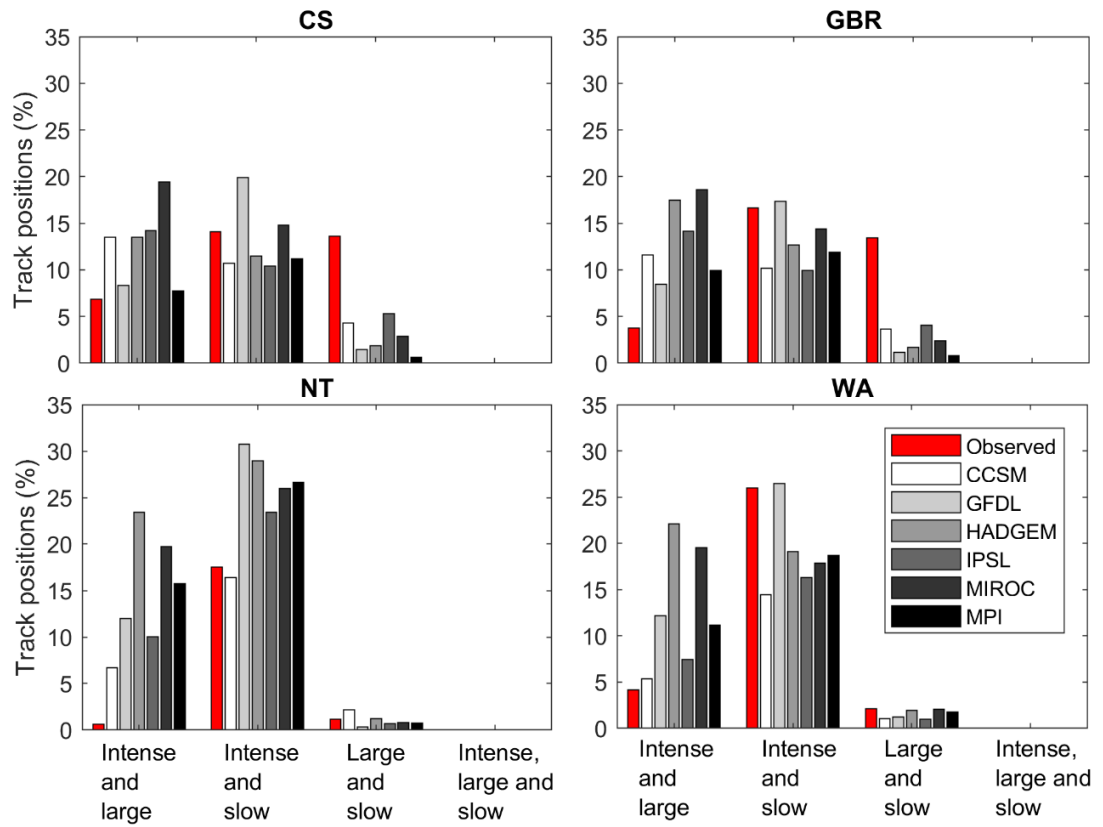 CS
GBR
35
30
25
20
15
10
5
0
Track positions (%)
35
30
25
20
15
10
5
0
NT
WA
35
30
25
20
15
10
5
0
Track positions (%)
35
30
25
20
15
10
5
0
Observed
CCSM
GFDL
HADGEM
IPSL
MIROC
MPI
Intense
and
large
Intense
and
slow
Large
and
slow
Intense,
large and
slow
Intense
and
large
Intense
and
slow
Large
and
slow
Intense,
large and
slow